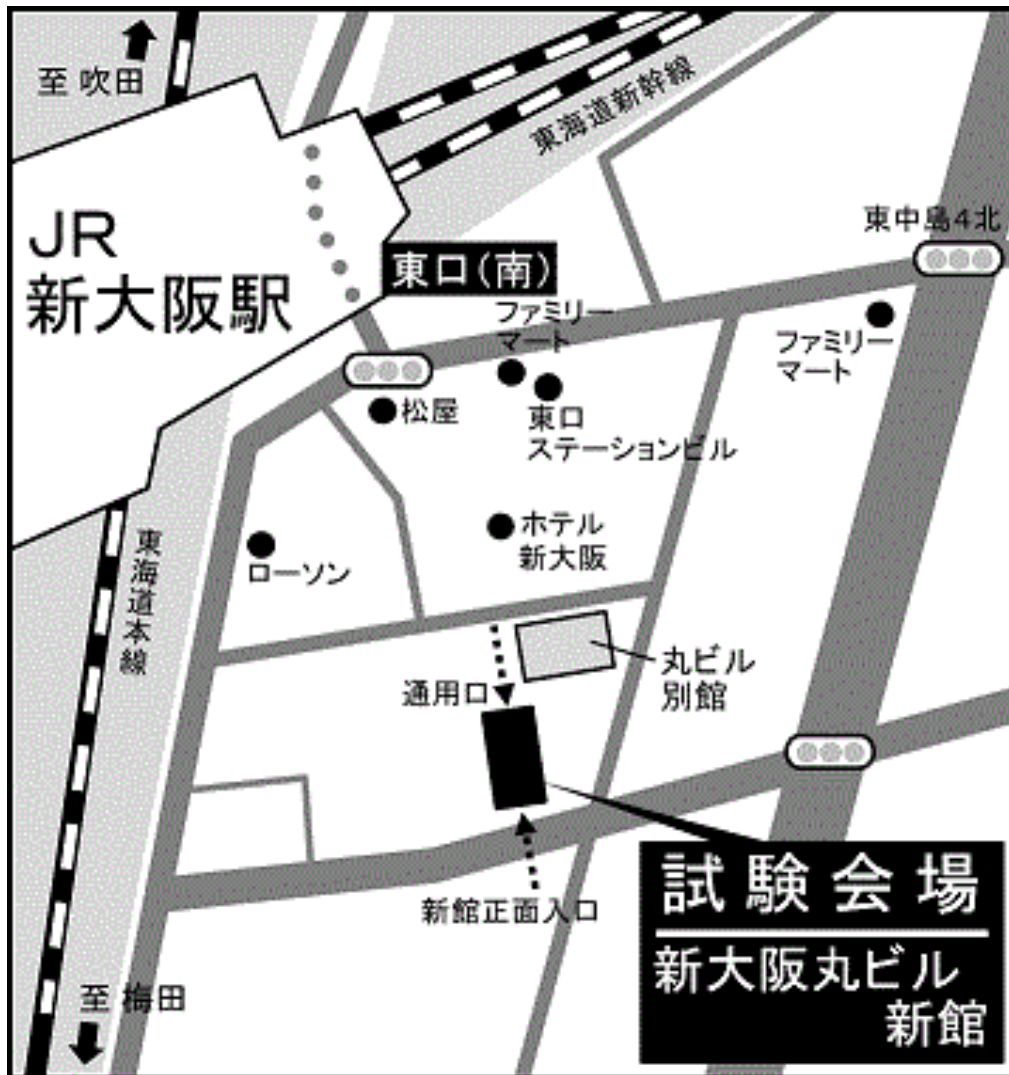 至 吹田
東海道新幹線
JR
新大阪駅
東中島4北
東口(南)
ファミリー
マート
ファミリー
マート
松屋
東口
ステーションビル
ホテル
新大阪
ローソン
東海道本線
丸ビル
別館
通用口
試験会場
新大阪丸ビル
新館
新館正面入口
至 梅田